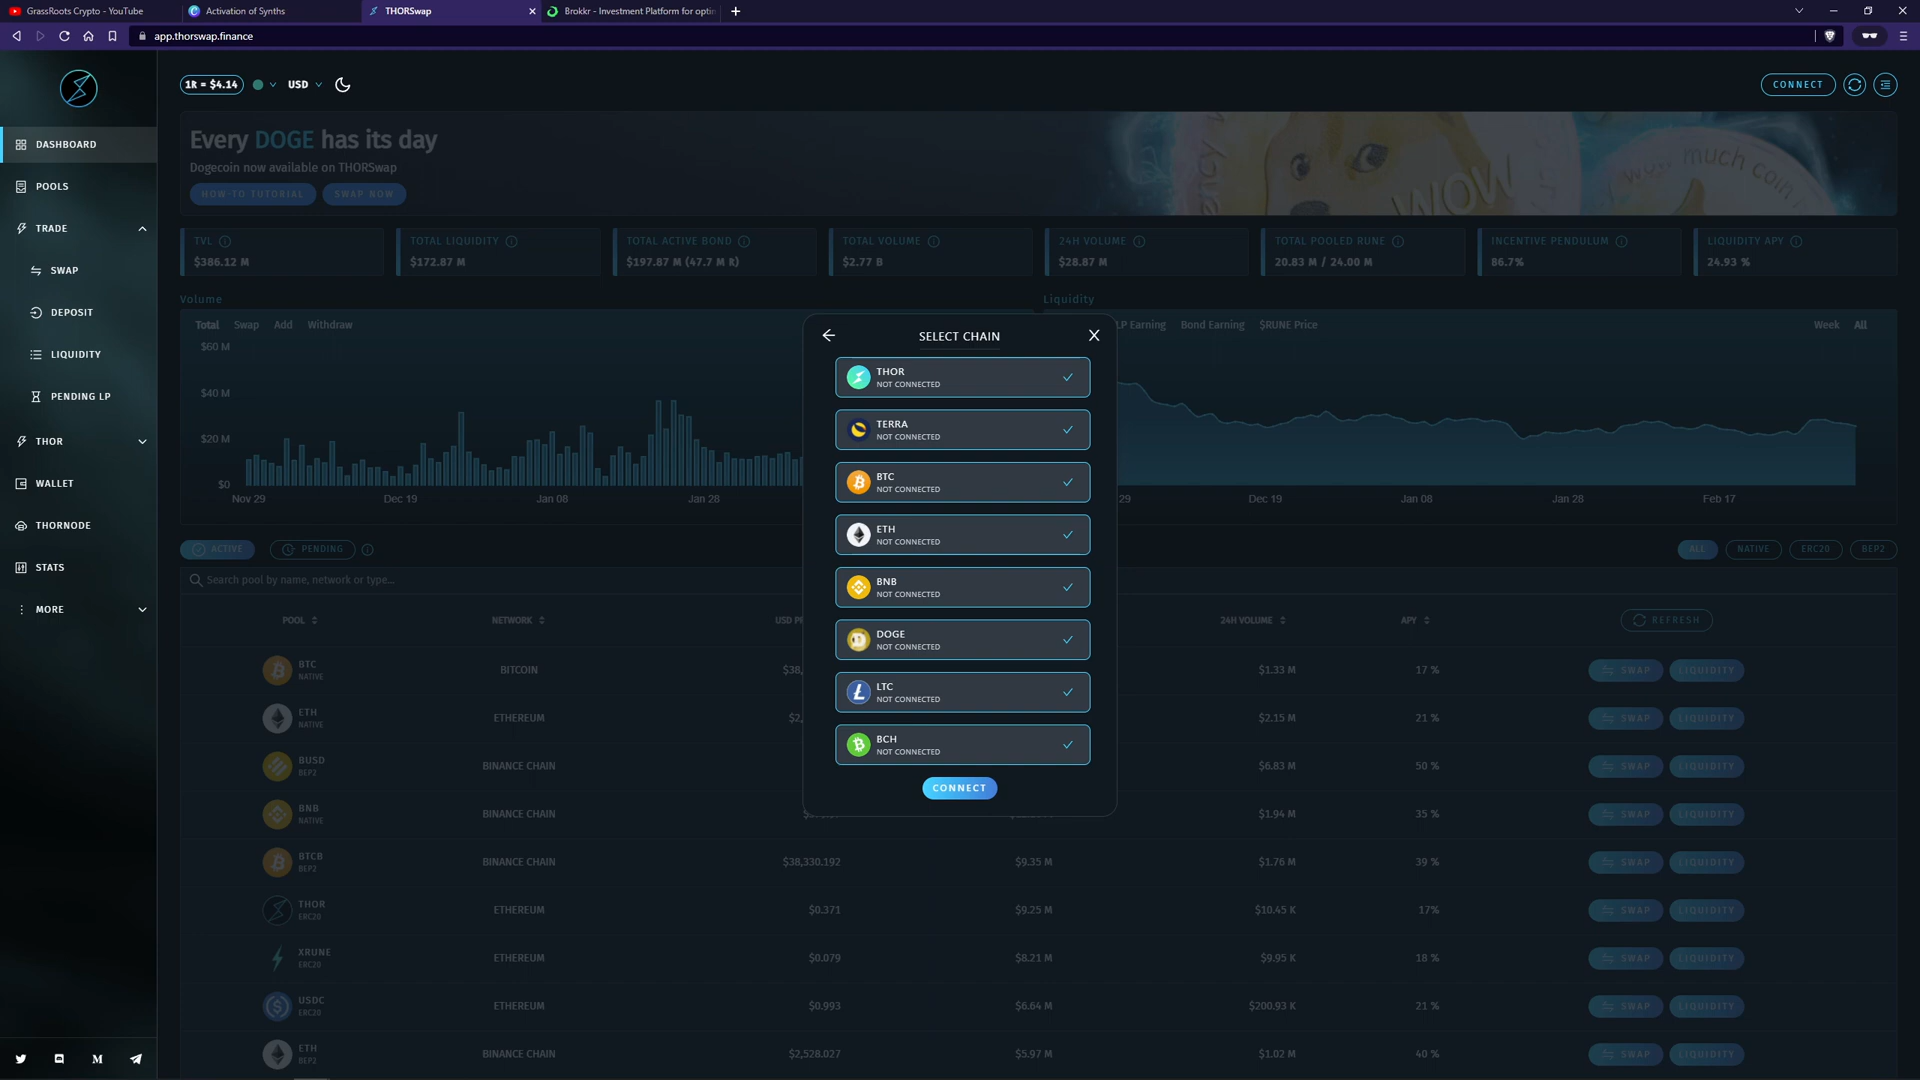 GrassRoots Crypto - YouTube
Activation of Synths
THORSwap
Brokkr - Investment Platform for optin
app.thorswap.finance
1R = $4.14
USD
CONNECT
DASHBOARD
POOLS
TRADE
SWAP
DEPOSIT
LIQUIDITY
PENDING LP
THOR
WALLET
THORNODE
STATS
MORE
Every DOGE has its day
Dogecoin now available on THORSwap
HOW-TO TUTORIAL
SWAP NOW
WOW
wow much coin
TVL
$386.12 M
TOTAL LIQUIDITY
$172.87 M
TOTAL ACTIVE BOND
$197.87 M (47.7 M R)
TOTAL VOLUME
$2.77 B
24H VOLUME
$28.87 M
TOTAL POOLED RUNE
20.83 M / 24.00 M
INCENTIVE PENDULUM
86.7%
LIQUIDITY APY
24.93 %
Volume
Total Swap Add Withdraw
$60 M
$40 M
$20 M
$0
Nov 29 Dec 19 Jan 08 Jan 28
Liquidity
LP Earning Bond Earning $RUNE Price
Week All
29 Dec 19 Jan 08 Jan 28 Feb 17
SELECT CHAIN
THOR
NOT CONNECTED
TERRA
NOT CONNECTED
BTC
NOT CONNECTED
ETH
NOT CONNECTED
BNB
NOT CONNECTED
DOGE
NOT CONNECTED
LTC
NOT CONNECTED
BCH
NOT CONNECTED
CONNECT
ACTIVE
PENDING
ALL
NATIVE
ERC20
BEP2
Search pool by name, network or type...
POOL NETWORK USD 24H VOLUME APY REFRESH
BTC
NATIVE
BITCOIN $38, $1.33 M 17 % SWAP LIQUIDITY
ETH
NATIVE
ETHEREUM $2, $2.15 M 21 % SWAP LIQUIDITY
BUSD
BEP2
BINANCE CHAIN $6.83 M 50 % SWAP LIQUIDITY
BNB
NATIVE
BINANCE CHAIN $1.94 M 35 % SWAP LIQUIDITY
BTCB
BEP2
BINANCE CHAIN $38,330.192 $9.35 M $1.76 M 39 % SWAP LIQUIDITY
THOR
ERC20
ETHEREUM $0.371 $9.25 M $10.45 K 17% SWAP LIQUIDITY
XRUNE
ERC20
ETHEREUM $0.079 $8.21 M $9.95 K 18 % SWAP LIQUIDITY
USDC
ERC20
ETHEREUM $0.993 $6.64 M $200.93 K 21 % SWAP LIQUIDITY
ETH
BEP2
BINANCE CHAIN $2,528.027 $5.97 M $1.02 M 40 % SWAP LIQUIDITY